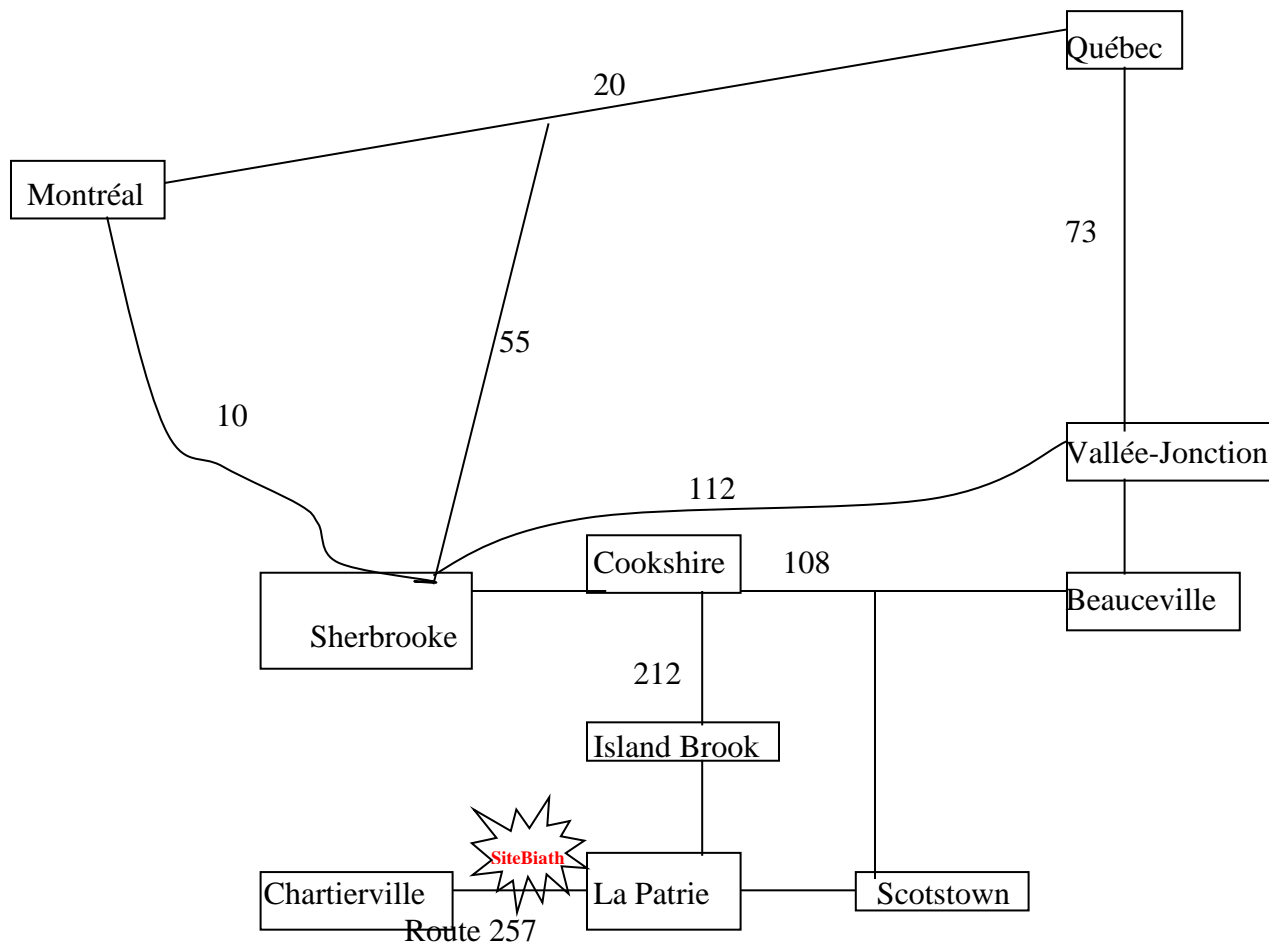 Québec
20
Montréal
73
55
10
Vallée-Jonction
112
Cookshire
108
Beauceville
Sherbrooke
212
Island Brook
SiteBiath
Chartierville
La Patrie
Scotstown
Route 257